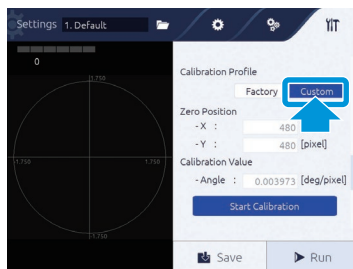 Settings 1. Default
0
1.750
1.750
1.750
-1.750
Calibration Profile
Factory Custom
Zero Position
- X : 480
- Y : 480 [pixel]
Calibration Value
- Angle : 0.003973 [deg/pixel]
Start Calibration
Save Run